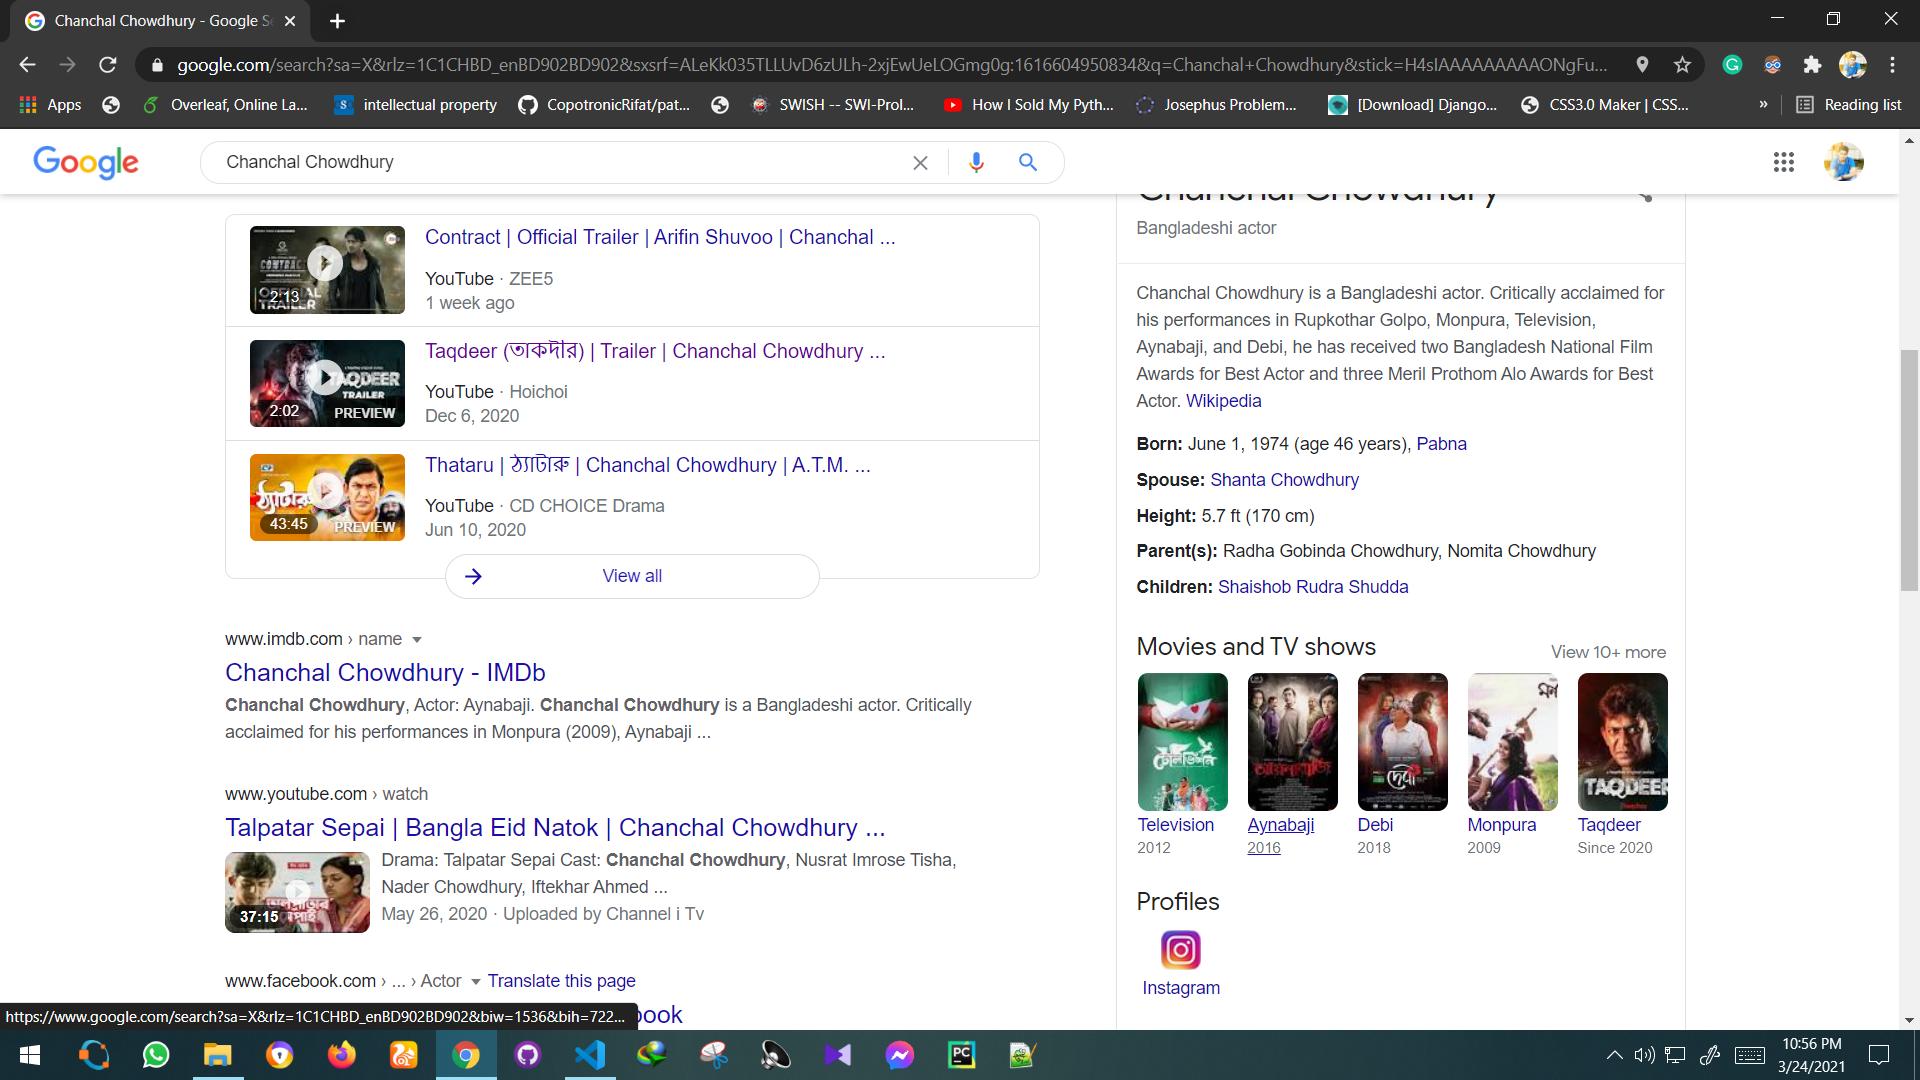 Chanchal Chowdhury - Google Se
google.com/search?sa=X&rlz=1C1CHBD_enBD902BD902&sxsrf=ALeKk035TLLUvD6zULh-2xjEwUeLOGmg0g:1616604950834&q=Chanchal+Chowdhury&stick=H4sIAAAAAAAAAONgFu...
Apps
Overleaf, Online La...
intellectual property
CopotronicRifat/pat...
SWISH -- SWI-Prol...
How I Sold My Pyth...
Josephus Problem...
[Download] Django...
CSS3.0 Maker | CSS...
»
Reading list
Google
Chanchal Chowdhury
Contract | Official Trailer | Arifin Shuvoo | Chanchal ...
YouTube · ZEE5
1 week ago
CONTRACT
OFFICIAL
TRAILER
2:13
Taqdeer (তাকদীর) | Trailer | Chanchal Chowdhury ...
YouTube · Hoichoi
Dec 6, 2020
TAQDEER
TRAILER
2:02
PREVIEW
Thataru | ঠ্যাটারু | Chanchal Chowdhury | A.T.M. ...
YouTube · CD CHOICE Drama
Jun 10, 2020
ঠ্যাটারু
43:45
PREVIEW
View all
www.imdb.com › name
Chanchal Chowdhury - IMDb
Chanchal Chowdhury, Actor: Aynabaji. Chanchal Chowdhury is a Bangladeshi actor. Critically
acclaimed for his performances in Monpura (2009), Aynabaji ...
www.youtube.com › watch
Talpatar Sepai | Bangla Eid Natok | Chanchal Chowdhury ...
Drama: Talpatar Sepai Cast: Chanchal Chowdhury, Nusrat Imrose Tisha,
Nader Chowdhury, Iftekhar Ahmed ...
May 26, 2020 · Uploaded by Channel i Tv
37:15
www.facebook.com › ... › Actor
Translate this page
book
https://www.google.com/search?sa=X&rlz=1C1CHBD_enBD902BD902&biw=1536&bih=722...
Chanchal Chowdhury
Bangladeshi actor
Chanchal Chowdhury is a Bangladeshi actor. Critically acclaimed for
his performances in Rupkothar Golpo, Monpura, Television,
Aynabaji, and Debi, he has received two Bangladesh National Film
Awards for Best Actor and three Meril Prothom Alo Awards for Best
Actor. Wikipedia
Born: June 1, 1974 (age 46 years), Pabna
Spouse: Shanta Chowdhury
Height: 5.7 ft (170 cm)
Parent(s): Radha Gobinda Chowdhury, Nomita Chowdhury
Children: Shaishob Rudra Shudda
Movies and TV shows
View 10+ more
টেলিভিশন
আয়নাবাজি
দেবী
TAQDEER
Television
2012
Aynabaji
2016
Debi
2018
Monpura
2009
Taqdeer
Since 2020
Profiles
Instagram
PC
10:56 PM
3/24/2021